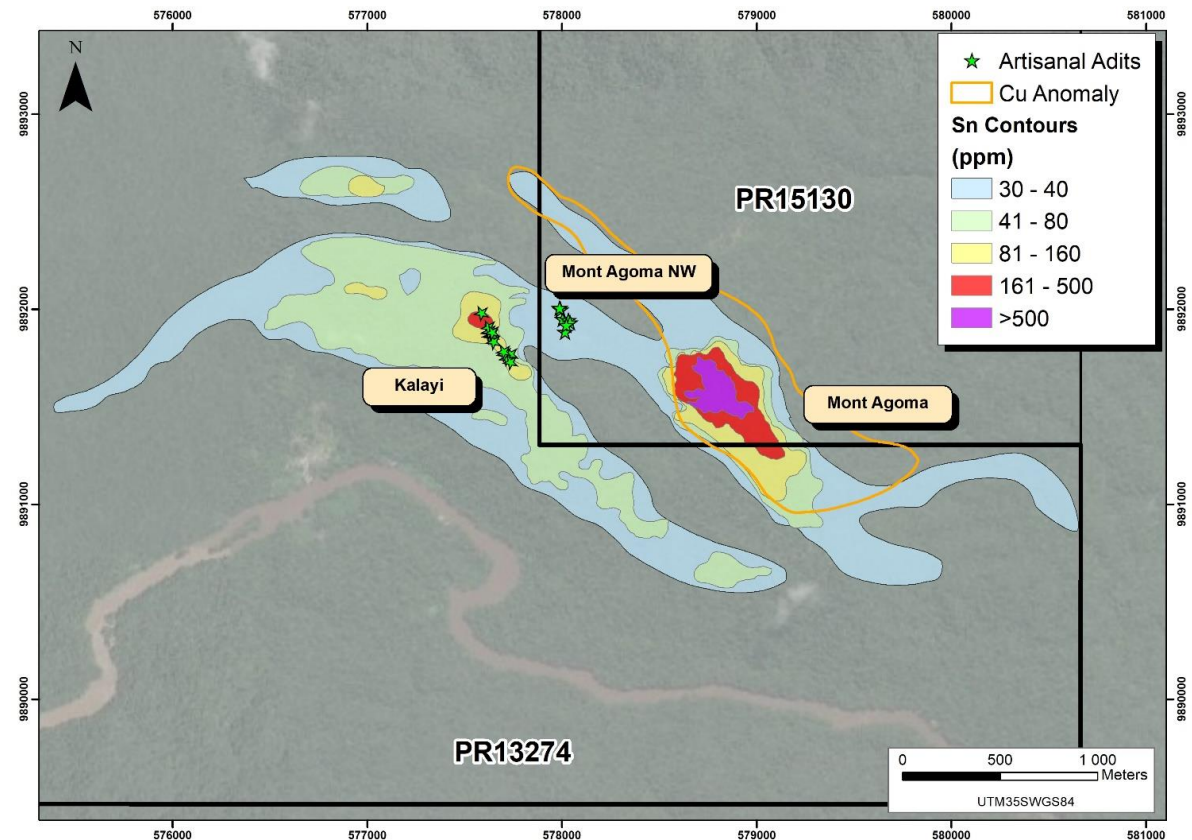 576000 577000 578000 579000 580000 581000
N
9893000 9893000
Artisanal Adits
Cu Anomaly
Sn Contours
(ppm)
30 - 40
41 - 80
81 - 160
161 - 500
>500
PR15130
Mont Agoma NW
9892000 9892000
Kalayi
Mont Agoma
9891000 9891000
9890000 9890000
PR13274
0 500 1 000
Meters
UTM35SWGS84
576000 577000 578000 579000 580000 581000